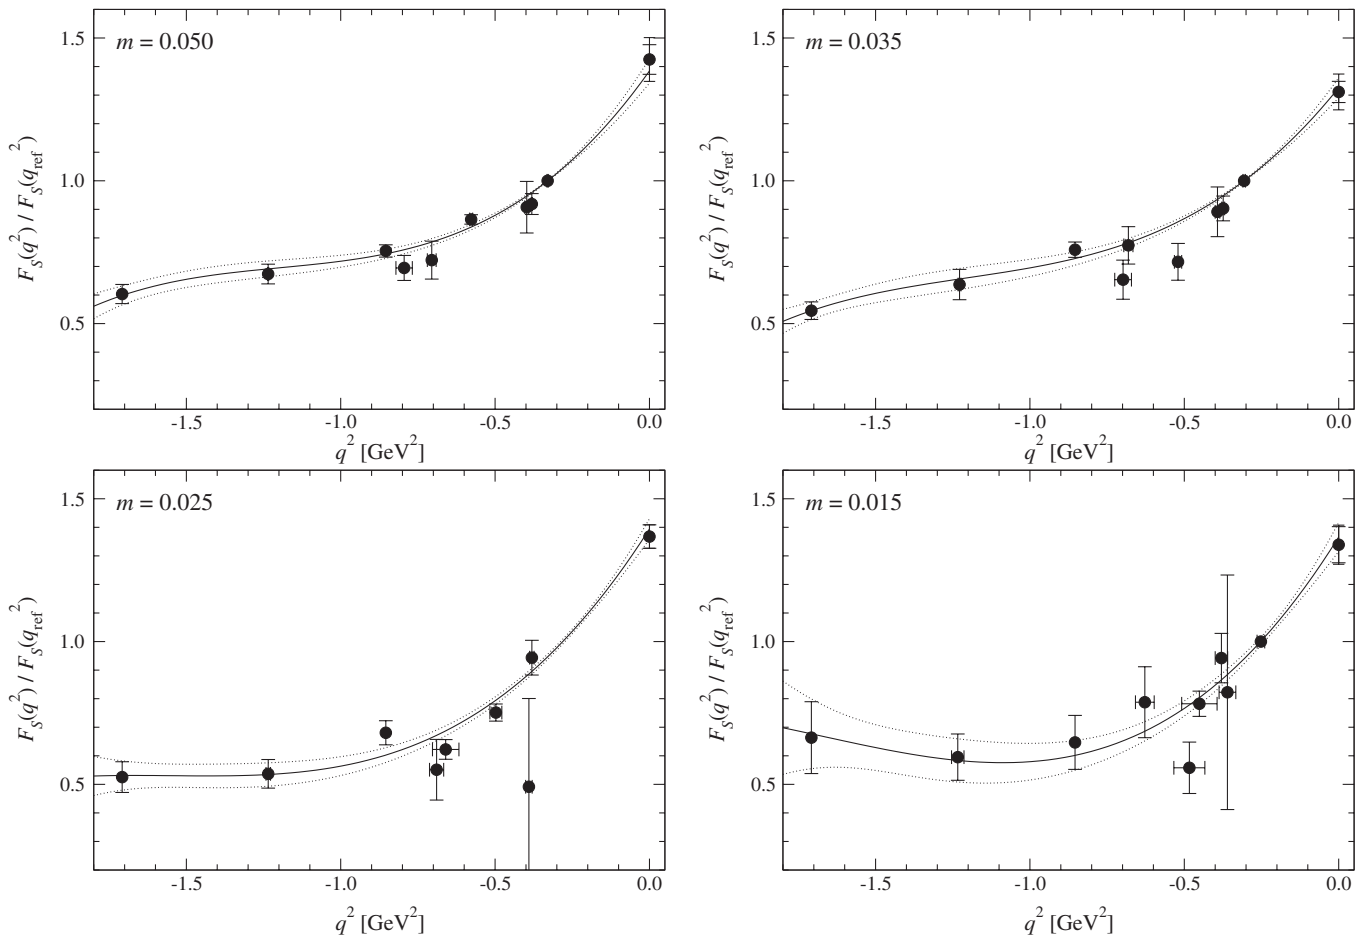 m = 0.050
1.5
1.0
0.5
F_S(q^2) / F_S(q_ref^2)
-1.5 -1.0 -0.5 0.0
q^2 [GeV^2]
m = 0.035
1.5
1.0
0.5
F_S(q^2) / F_S(q_ref^2)
-1.5 -1.0 -0.5 0.0
q^2 [GeV^2]
m = 0.025
1.5
1.0
0.5
F_S(q^2) / F_S(q_ref^2)
-1.5 -1.0 -0.5 0.0
q^2 [GeV^2]
m = 0.015
1.5
1.0
0.5
F_S(q^2) / F_S(q_ref^2)
-1.5 -1.0 -0.5 0.0
q^2 [GeV^2]